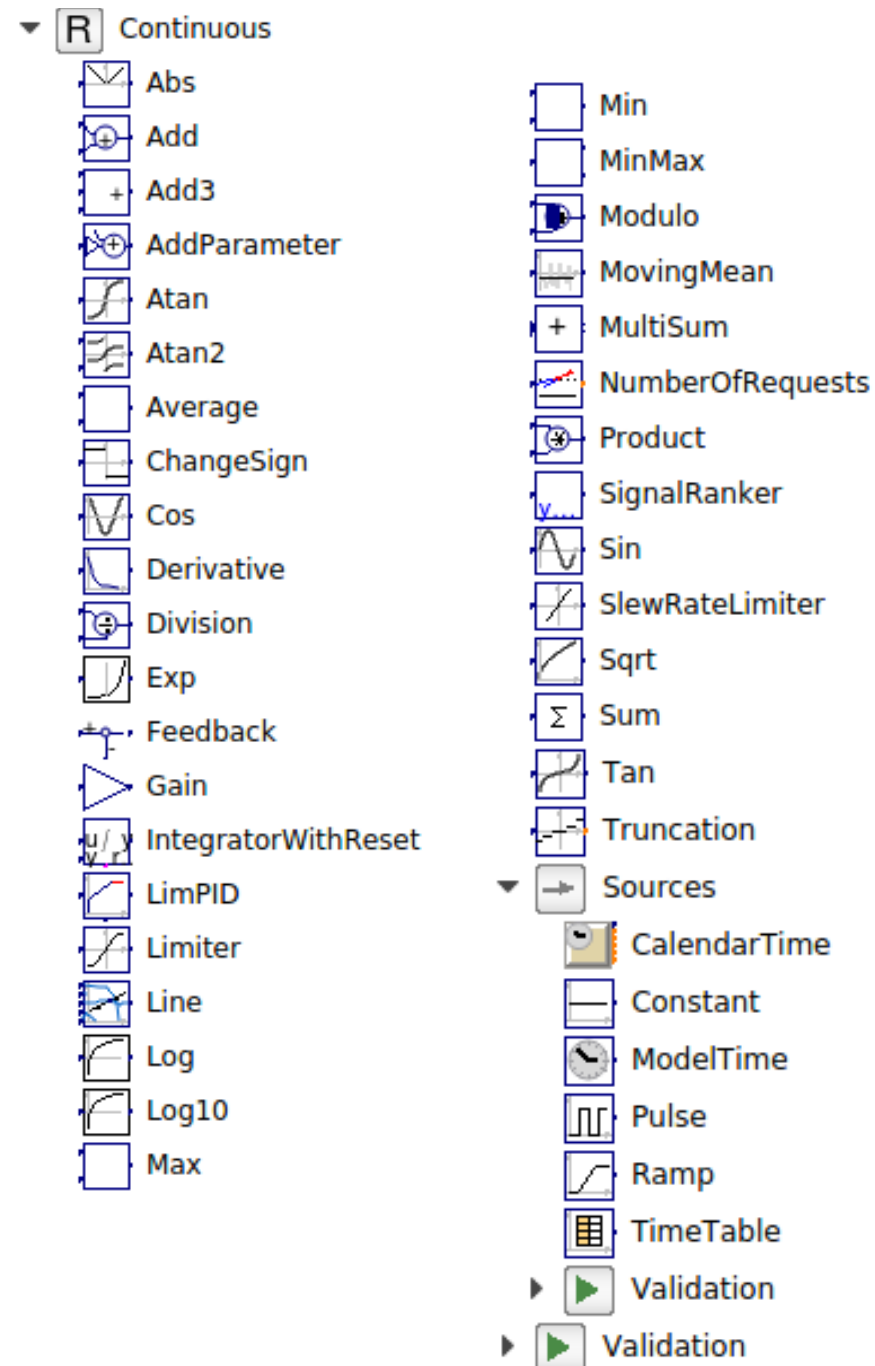 R Continuous
Abs
Add
Add3
AddParameter
Atan
Atan2
Average
ChangeSign
Cos
Derivative
Division
Exp
Feedback
Gain
IntegratorWithReset
LimPID
Limiter
Line
Log
Log10
Max
Min
MinMax
Modulo
MovingMean
+ MultiSum
NumberOfRequests
Product
y... SignalRanker
Sin
SlewRateLimiter
Sqrt
Σ Sum
Tan
Truncation
Sources
CalendarTime
Constant
ModelTime
Pulse
Ramp
TimeTable
Validation
Validation